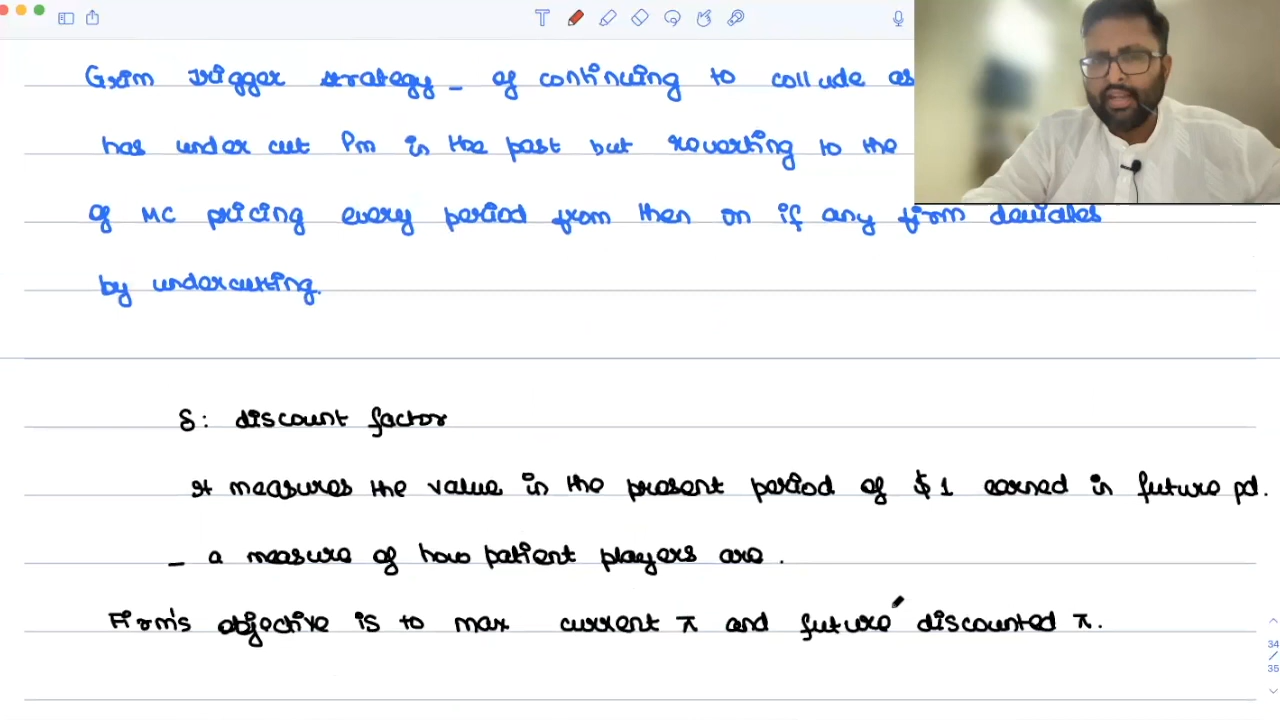 Grim trigger strategy - of continuing to collude as
has under cut Pm in the past but reverting to the
of MC pricing every period from then on if any firm deviates
by undercutting.
δ: discount factor
It measures the value in the present period of $1 earned in future pd.
- a measure of how patient players are.
Firm's objective is to max current π and future discounted π.
34
/
35